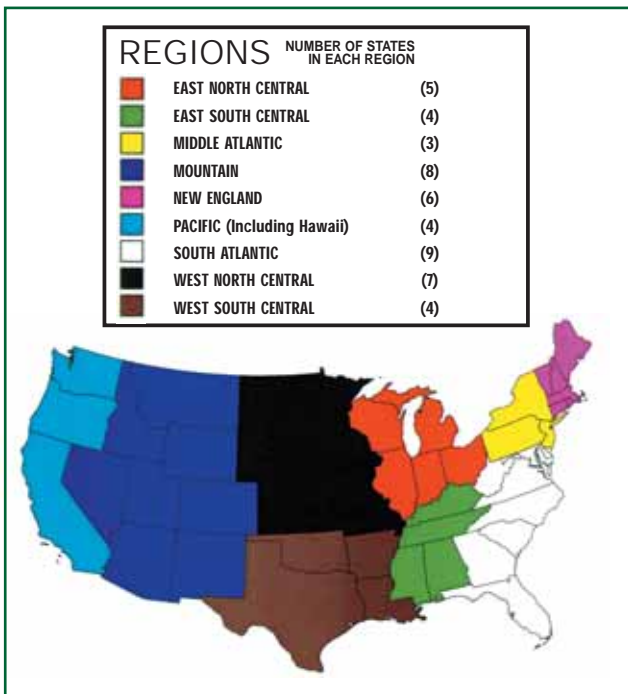 REGIONS NUMBER OF STATES
IN EACH REGION
EAST NORTH CENTRAL (5)
EAST SOUTH CENTRAL (4)
MIDDLE ATLANTIC (3)
MOUNTAIN (8)
NEW ENGLAND (6)
PACIFIC (Including Hawaii) (4)
SOUTH ATLANTIC (9)
WEST NORTH CENTRAL (7)
WEST SOUTH CENTRAL (4)